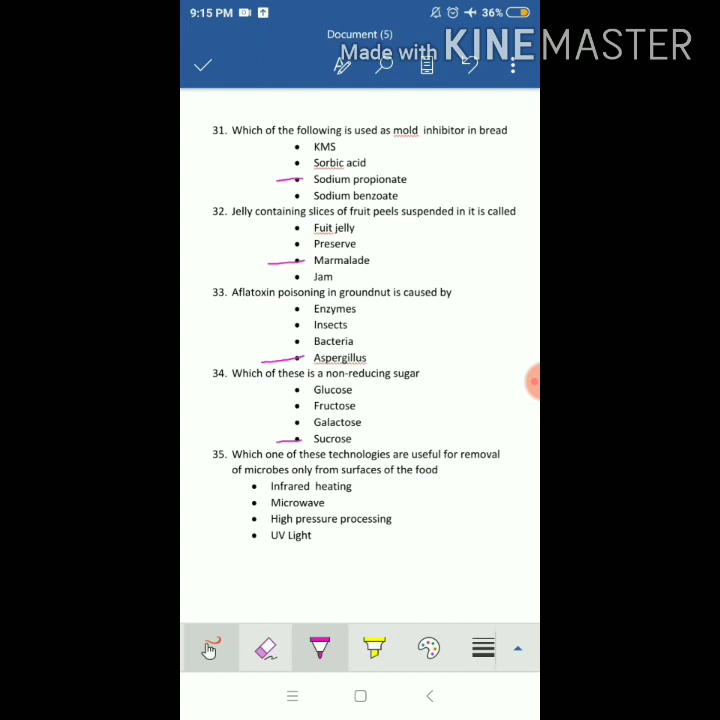 9:15 PM
36%
Document (5)
Made with KINEMASTER
31. Which of the following is used as mold inhibitor in bread
• KMS
• Sorbic acid
• Sodium propionate
• Sodium benzoate
32. Jelly containing slices of fruit peels suspended in it is called
• Fuit jelly
• Preserve
• Marmalade
• Jam
33. Aflatoxin poisoning in groundnut is caused by
• Enzymes
• Insects
• Bacteria
• Aspergillus
34. Which of these is a non-reducing sugar
• Glucose
• Fructose
• Galactose
• Sucrose
35. Which one of these technologies are useful for removal
of microbes only from surfaces of the food
• Infrared heating
• Microwave
• High pressure processing
• UV Light